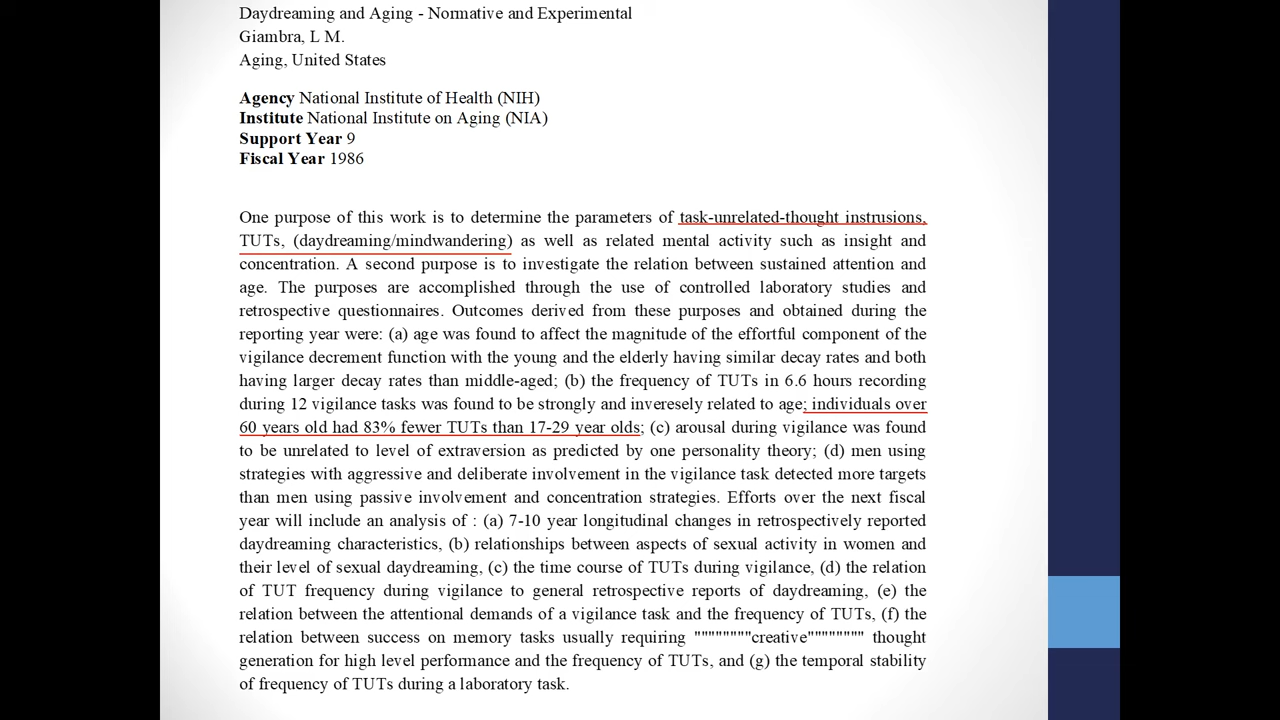 Daydreaming and Aging - Normative and Experimental
Giambra, L M.
Aging, United States
Agency National Institute of Health (NIH)
Institute National Institute on Aging (NIA)
Support Year 9
Fiscal Year 1986
One purpose of this work is to determine the parameters of task-unrelated-thought instrusions,
TUTs, (daydreaming/mindwandering) as well as related mental activity such as insight and
concentration. A second purpose is to investigate the relation between sustained attention and
age. The purposes are accomplished through the use of controlled laboratory studies and
retrospective questionnaires. Outcomes derived from these purposes and obtained during the
reporting year were: (a) age was found to affect the magnitude of the effortful component of the
vigilance decrement function with the young and the elderly having similar decay rates and both
having larger decay rates than middle-aged; (b) the frequency of TUTs in 6.6 hours recording
during 12 vigilance tasks was found to be strongly and inveresely related to age; individuals over
60 years old had 83% fewer TUTs than 17-29 year olds; (c) arousal during vigilance was found
to be unrelated to level of extraversion as predicted by one personality theory; (d) men using
strategies with aggressive and deliberate involvement in the vigilance task detected more targets
than men using passive involvement and concentration strategies. Efforts over the next fiscal
year will include an analysis of : (a) 7-10 year longitudinal changes in retrospectively reported
daydreaming characteristics, (b) relationships between aspects of sexual activity in women and
their level of sexual daydreaming, (c) the time course of TUTs during vigilance, (d) the relation
of TUT frequency during vigilance to general retrospective reports of daydreaming, (e) the
relation between the attentional demands of a vigilance task and the frequency of TUTs, (f) the
relation between success on memory tasks usually requiring """"""""creative"""""""" thought
generation for high level performance and the frequency of TUTs, and (g) the temporal stability
of frequency of TUTs during a laboratory task.